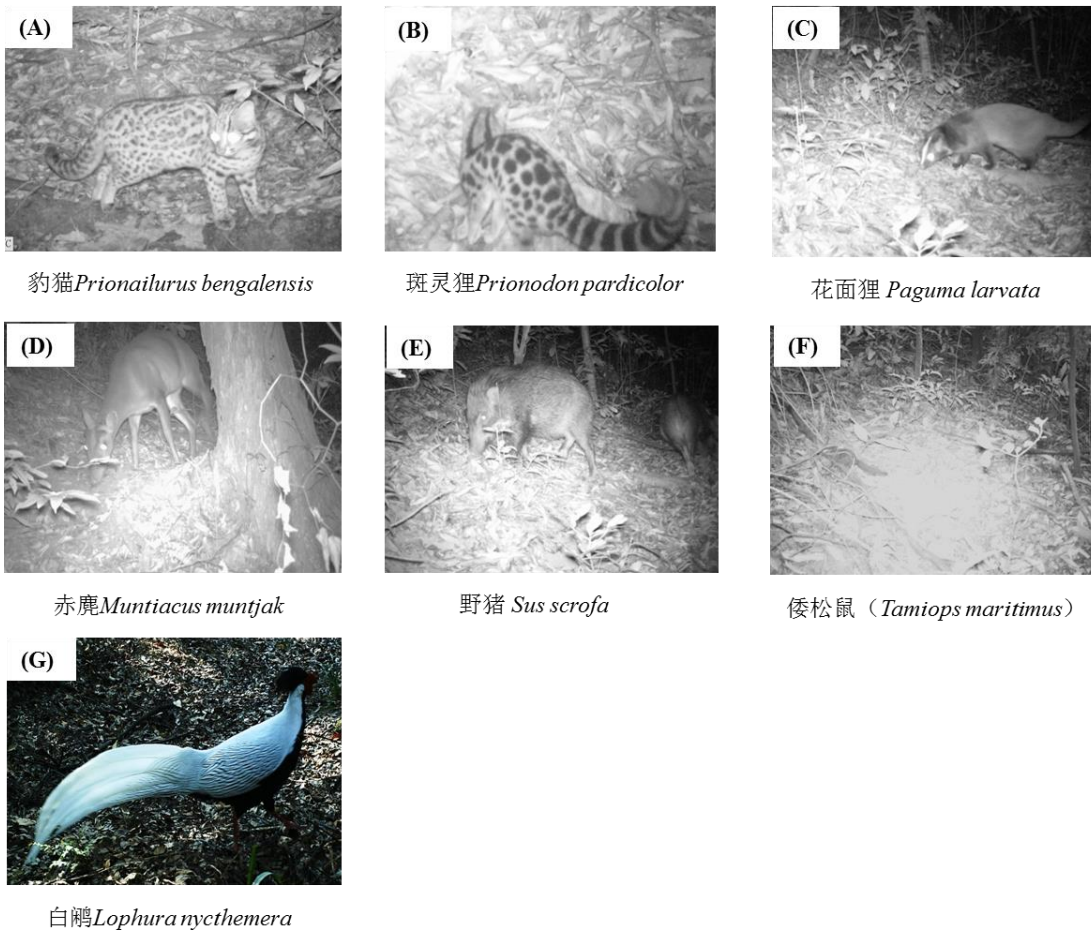 (A)
(B)
(C)
C
豹猫Prionailurus bengalensis
斑灵狸Prionodon pardicolor
花面狸 Paguma larvata
(D)
(E)
(F)
赤麂Muntiacus muntjak
野猪 Sus scrofa
倭松鼠（Tamiops maritimus）
(G)
白鹇Lophura nycthemera